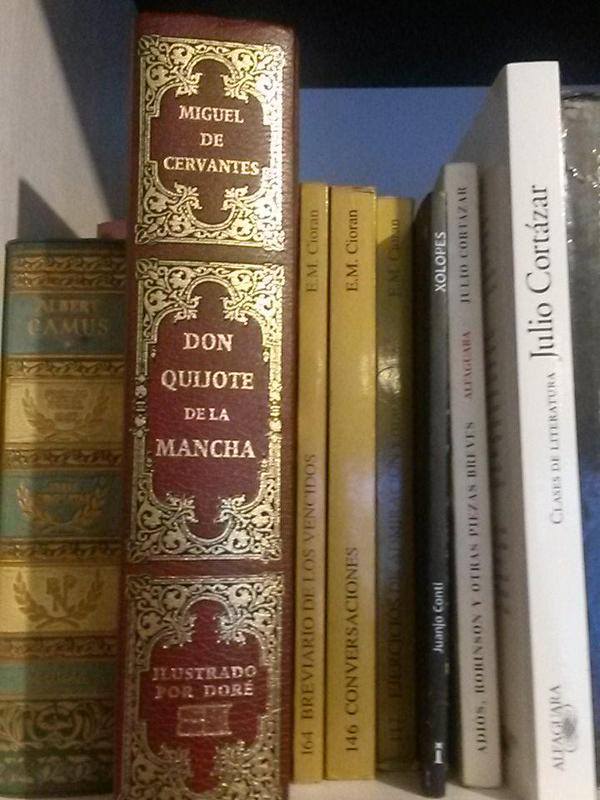 ALBERT
CAMUS
MIGUEL
DE
CERVANTES
DON
QUIJOTE
DE LA
MANCHA
ILUSTRADO
POR DORÉ
164 BREVIARIO DE LOS VENCIDOS E.M. Cioran
146 CONVERSACIONES E.M. Cioran
EJERCICIOS E.M. Cioran
Juanjo Conti XOLOPES
ADIÓS, ROBINSON Y OTRAS PIEZAS BREVES ALFAGUARA JULIO CORTÁZAR
ALFAGUARA CLASES DE LITERATURA Julio Cortázar